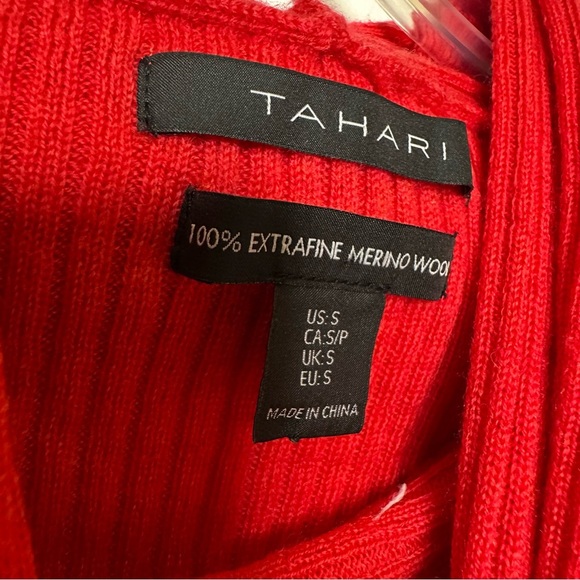 TAHARI
100% EXTRAFINE MERINO WOOL
US: S
CA: S/P
UK: S
EU: S
MADE IN CHINA